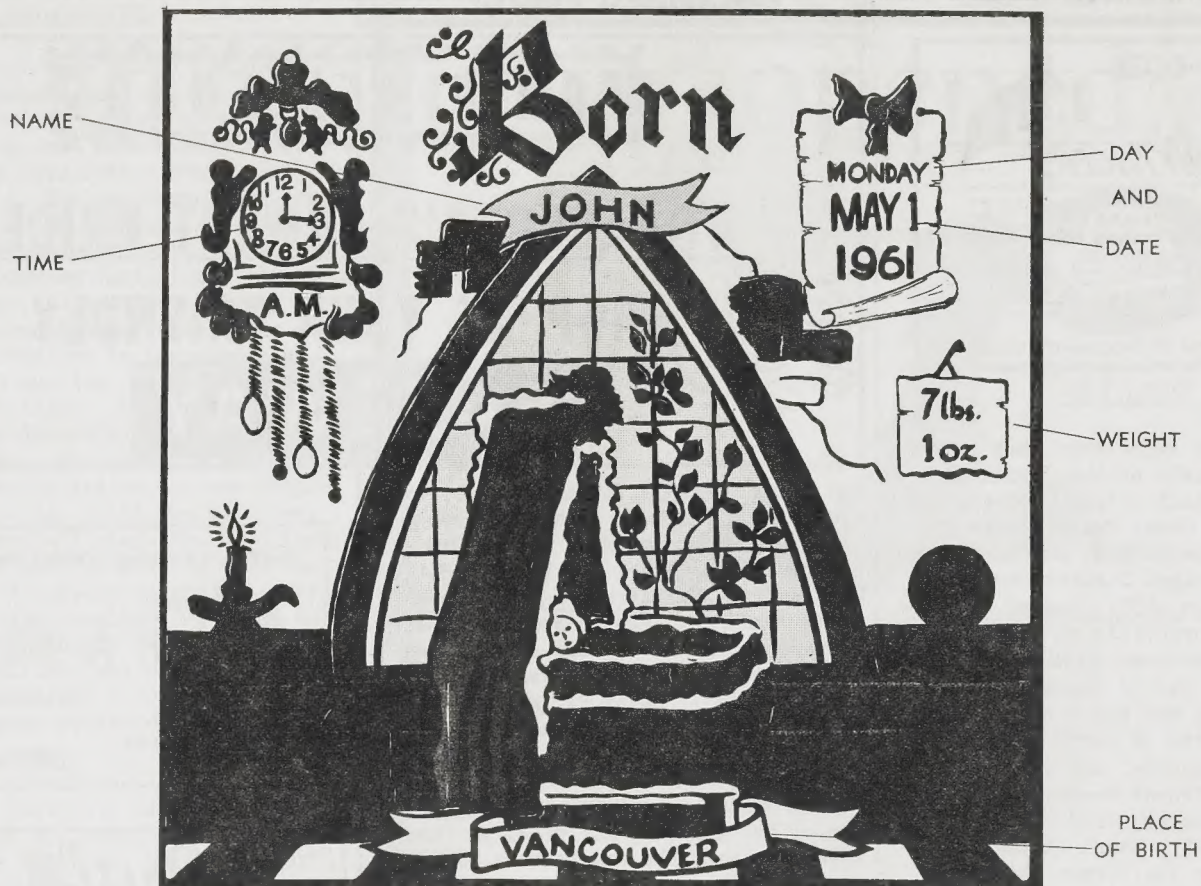 Born
NAME
JOHN
MONDAY
MAY 1
1961
DAY
AND
DATE
12
1
2
3
4
5
6
7
8
9
10
11
TIME
A.M.
7lbs.
1oz.
WEIGHT
VANCOUVER
PLACE
OF BIRTH